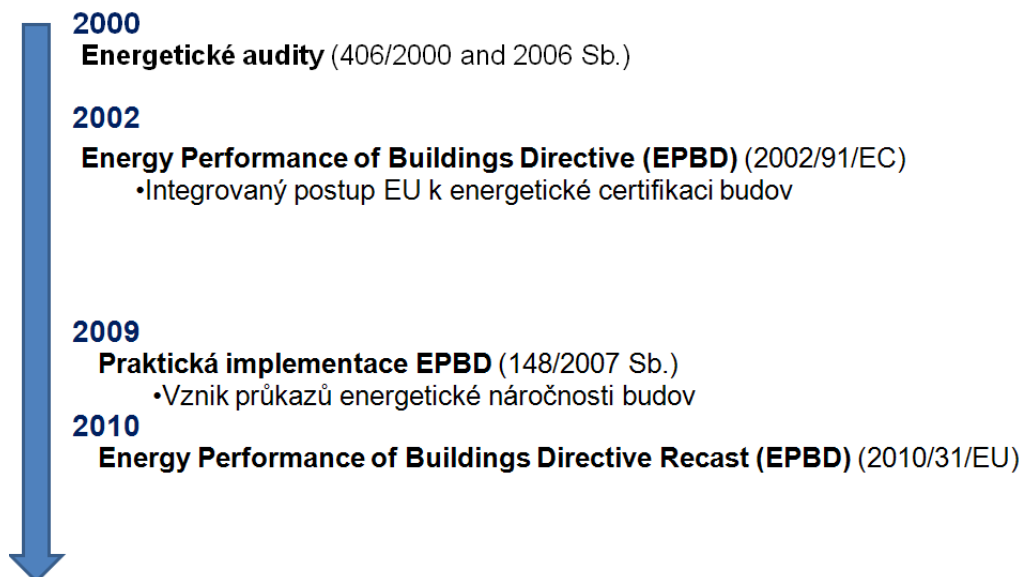 2000
Energetické audity (406/2000 and 2006 Sb.)
2002
Energy Performance of Buildings Directive (EPBD) (2002/91/EC)
•Integrovaný postup EU k energetické certifikaci budov
2009
Praktická implementace EPBD (148/2007 Sb.)
•Vznik průkazů energetické náročnosti budov
2010
Energy Performance of Buildings Directive Recast (EPBD) (2010/31/EU)